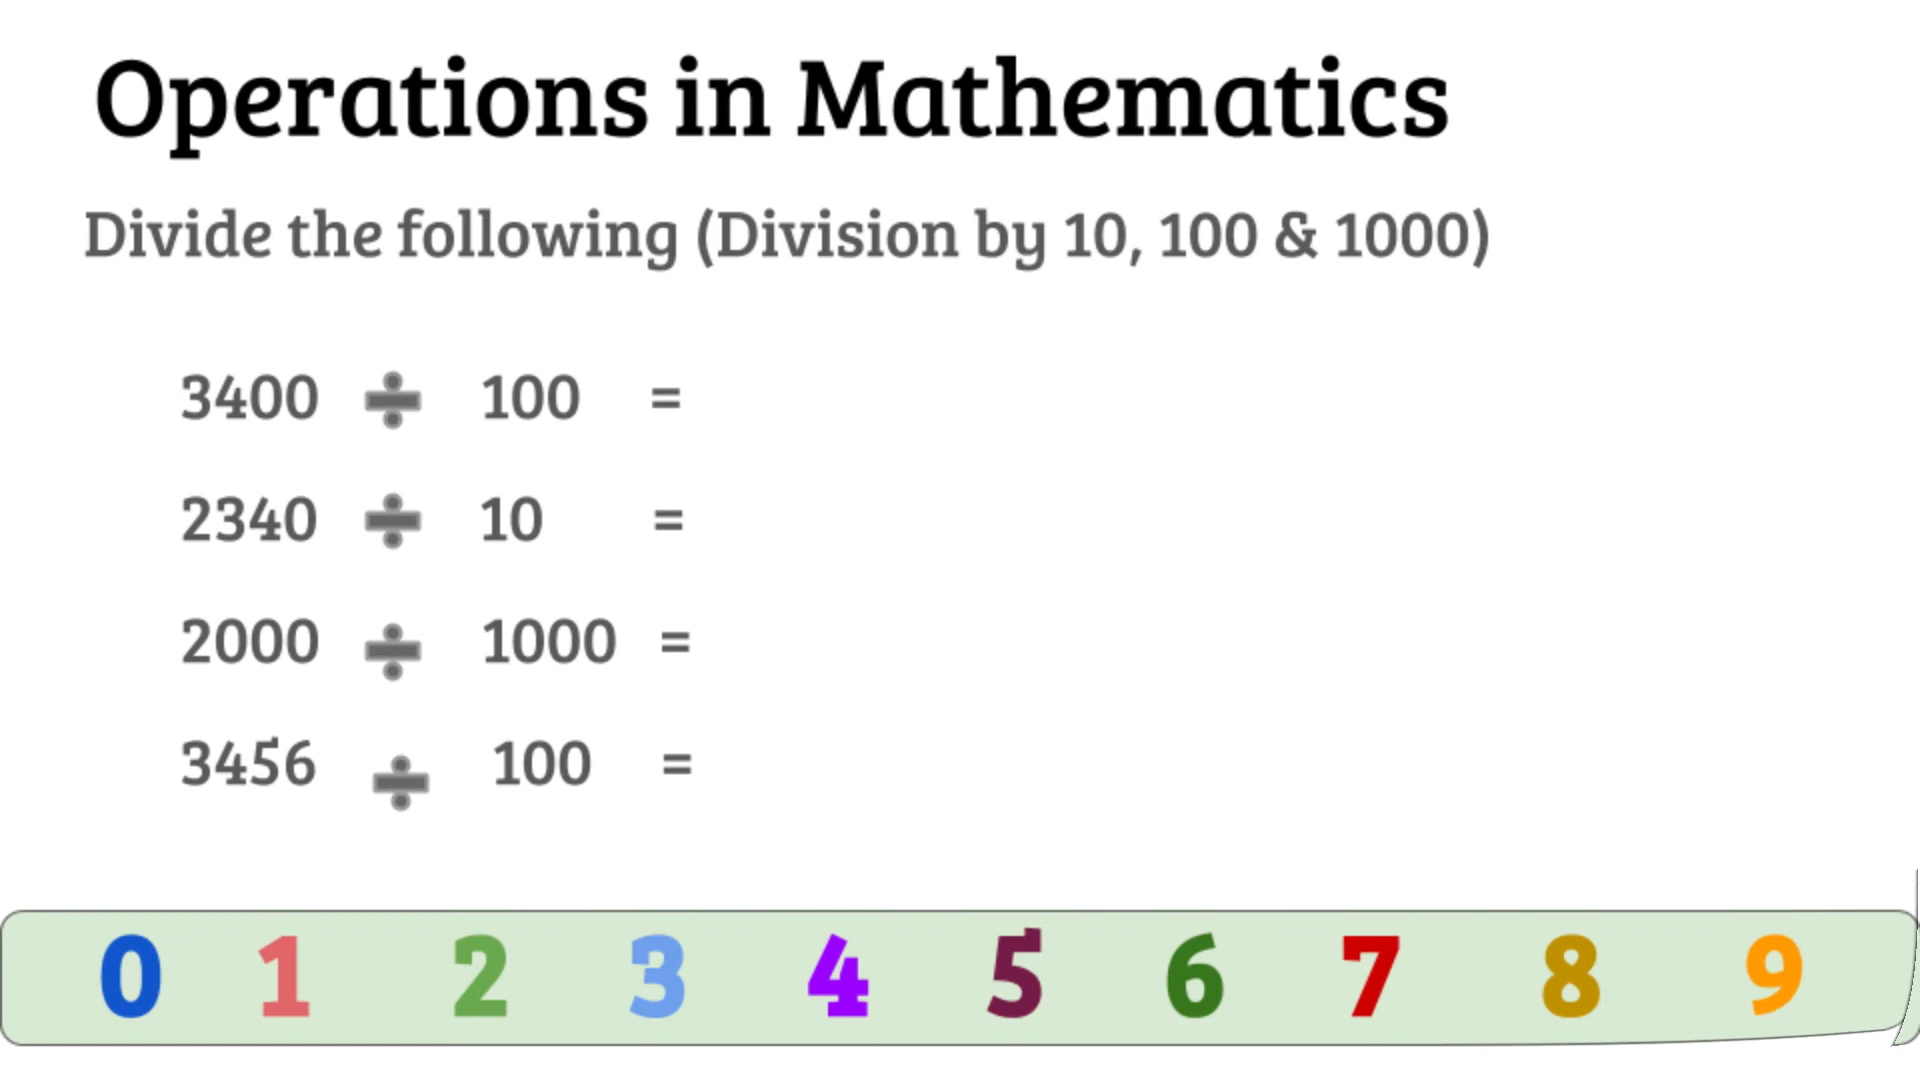 Operations in Mathematics
Divide the following (Division by 10, 100 & 1000)
3400 ÷ 100 =
2340 ÷ 10 =
2000 ÷ 1000 =
3456 ÷ 100 =
0 1 2 3 4 5 6 7 8 9